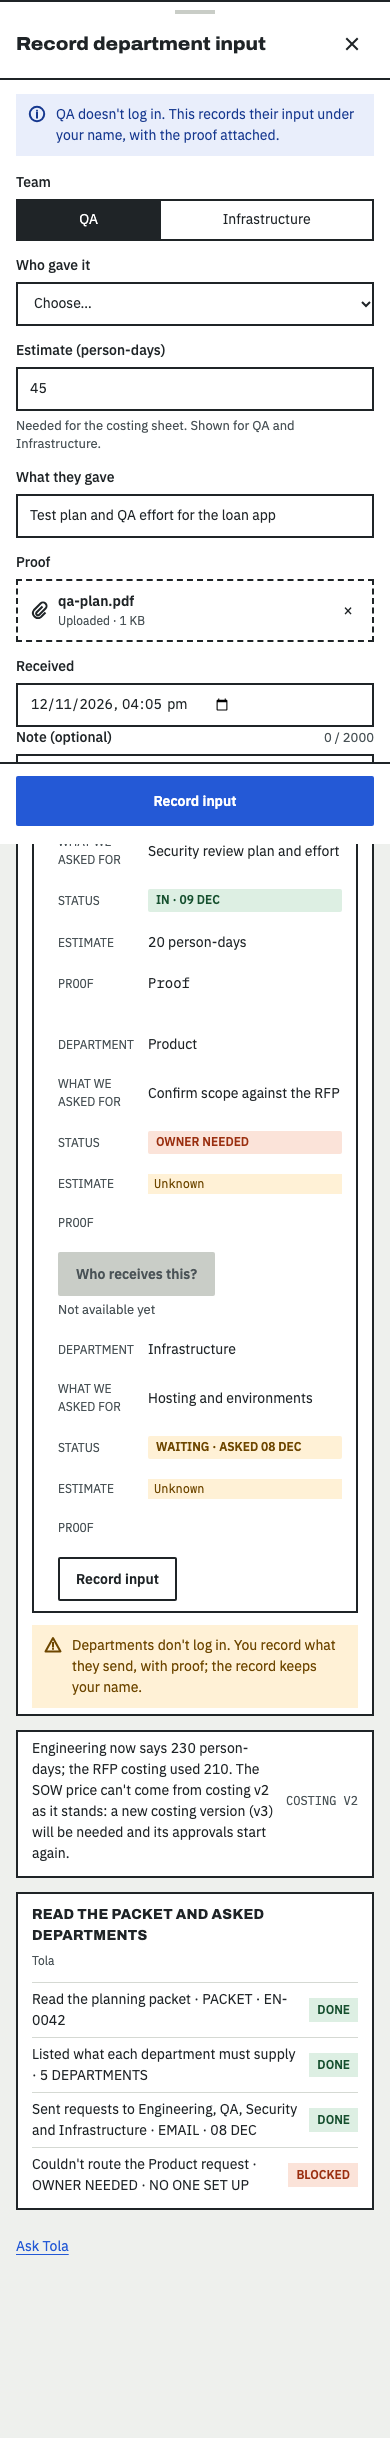 Record department input
QA doesn't log in. This records their input under
your name, with the proof attached.
Team
QA
Infrastructure
Who gave it
Choose...
Estimate (person-days)
45
Needed for the costing sheet. Shown for QA and
Infrastructure.
What they gave
Test plan and QA effort for the loan app
Proof
qa-plan.pdf
Uploaded · 1 KB
×
Received
12/11/2026, 04:05 pm
Note (optional)
0 / 2000
Record input
ASKED FOR
Security review plan and effort
STATUS
IN · 09 DEC
ESTIMATE
20 person-days
PROOF
Proof
DEPARTMENT
Product
WHAT WE
ASKED FOR
Confirm scope against the RFP
STATUS
OWNER NEEDED
ESTIMATE
Unknown
PROOF
Who receives this?
Not available yet
DEPARTMENT
Infrastructure
WHAT WE
ASKED FOR
Hosting and environments
STATUS
WAITING · ASKED 08 DEC
ESTIMATE
Unknown
PROOF
Record input
Departments don't log in. You record what
they send, with proof; the record keeps
your name.
Engineering now says 230 person-
days; the RFP costing used 210. The
SOW price can't come from costing v2
as it stands: a new costing version (v3)
will be needed and its approvals start
again.
COSTING V2
READ THE PACKET AND ASKED
DEPARTMENTS
Tola
Read the planning packet · PACKET · EN-
0042
DONE
Listed what each department must supply
· 5 DEPARTMENTS
DONE
Sent requests to Engineering, QA, Security
and Infrastructure · EMAIL · 08 DEC
DONE
Couldn't route the Product request ·
OWNER NEEDED · NO ONE SET UP
BLOCKED
Ask Tola